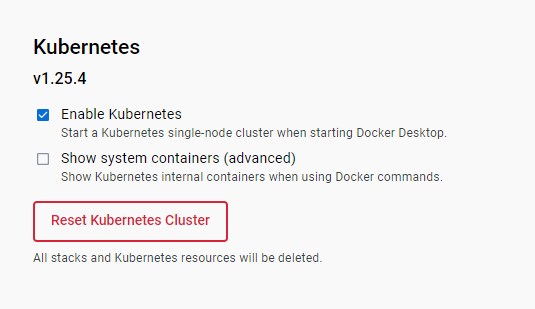 Kubernetes
v1.25.4
Enable Kubernetes
Start a Kubernetes single-node cluster when starting Docker Desktop.
Show system containers (advanced)
Show Kubernetes internal containers when using Docker commands.
Reset Kubernetes Cluster
All stacks and Kubernetes resources will be deleted.